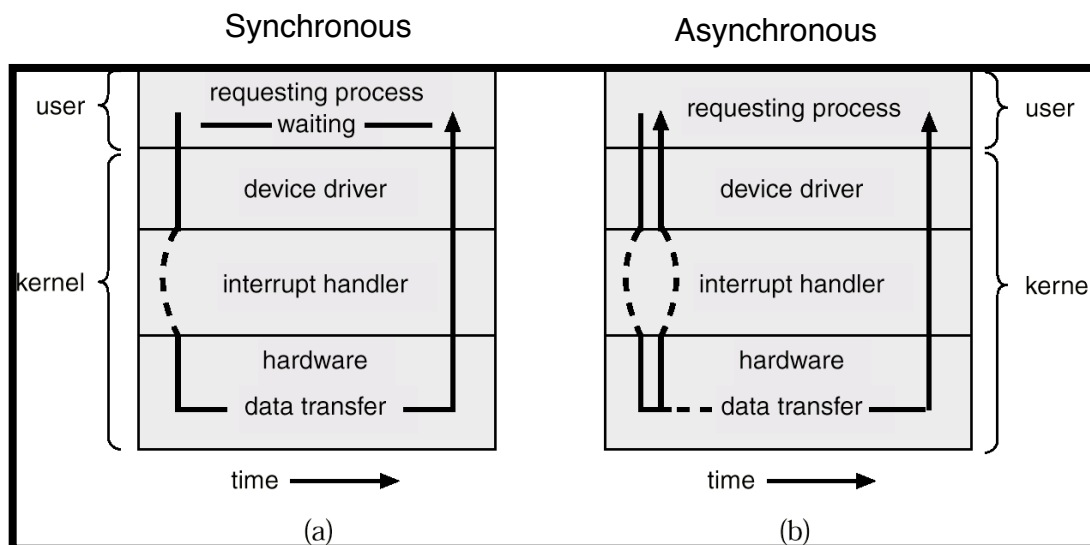 Synchronous
Asynchronous
user
requesting process
waiting
device driver
kernel
interrupt handler
hardware
data transfer
time
(a)
requesting process
user
device driver
interrupt handler
kerne
hardware
data transfer
time
(b)